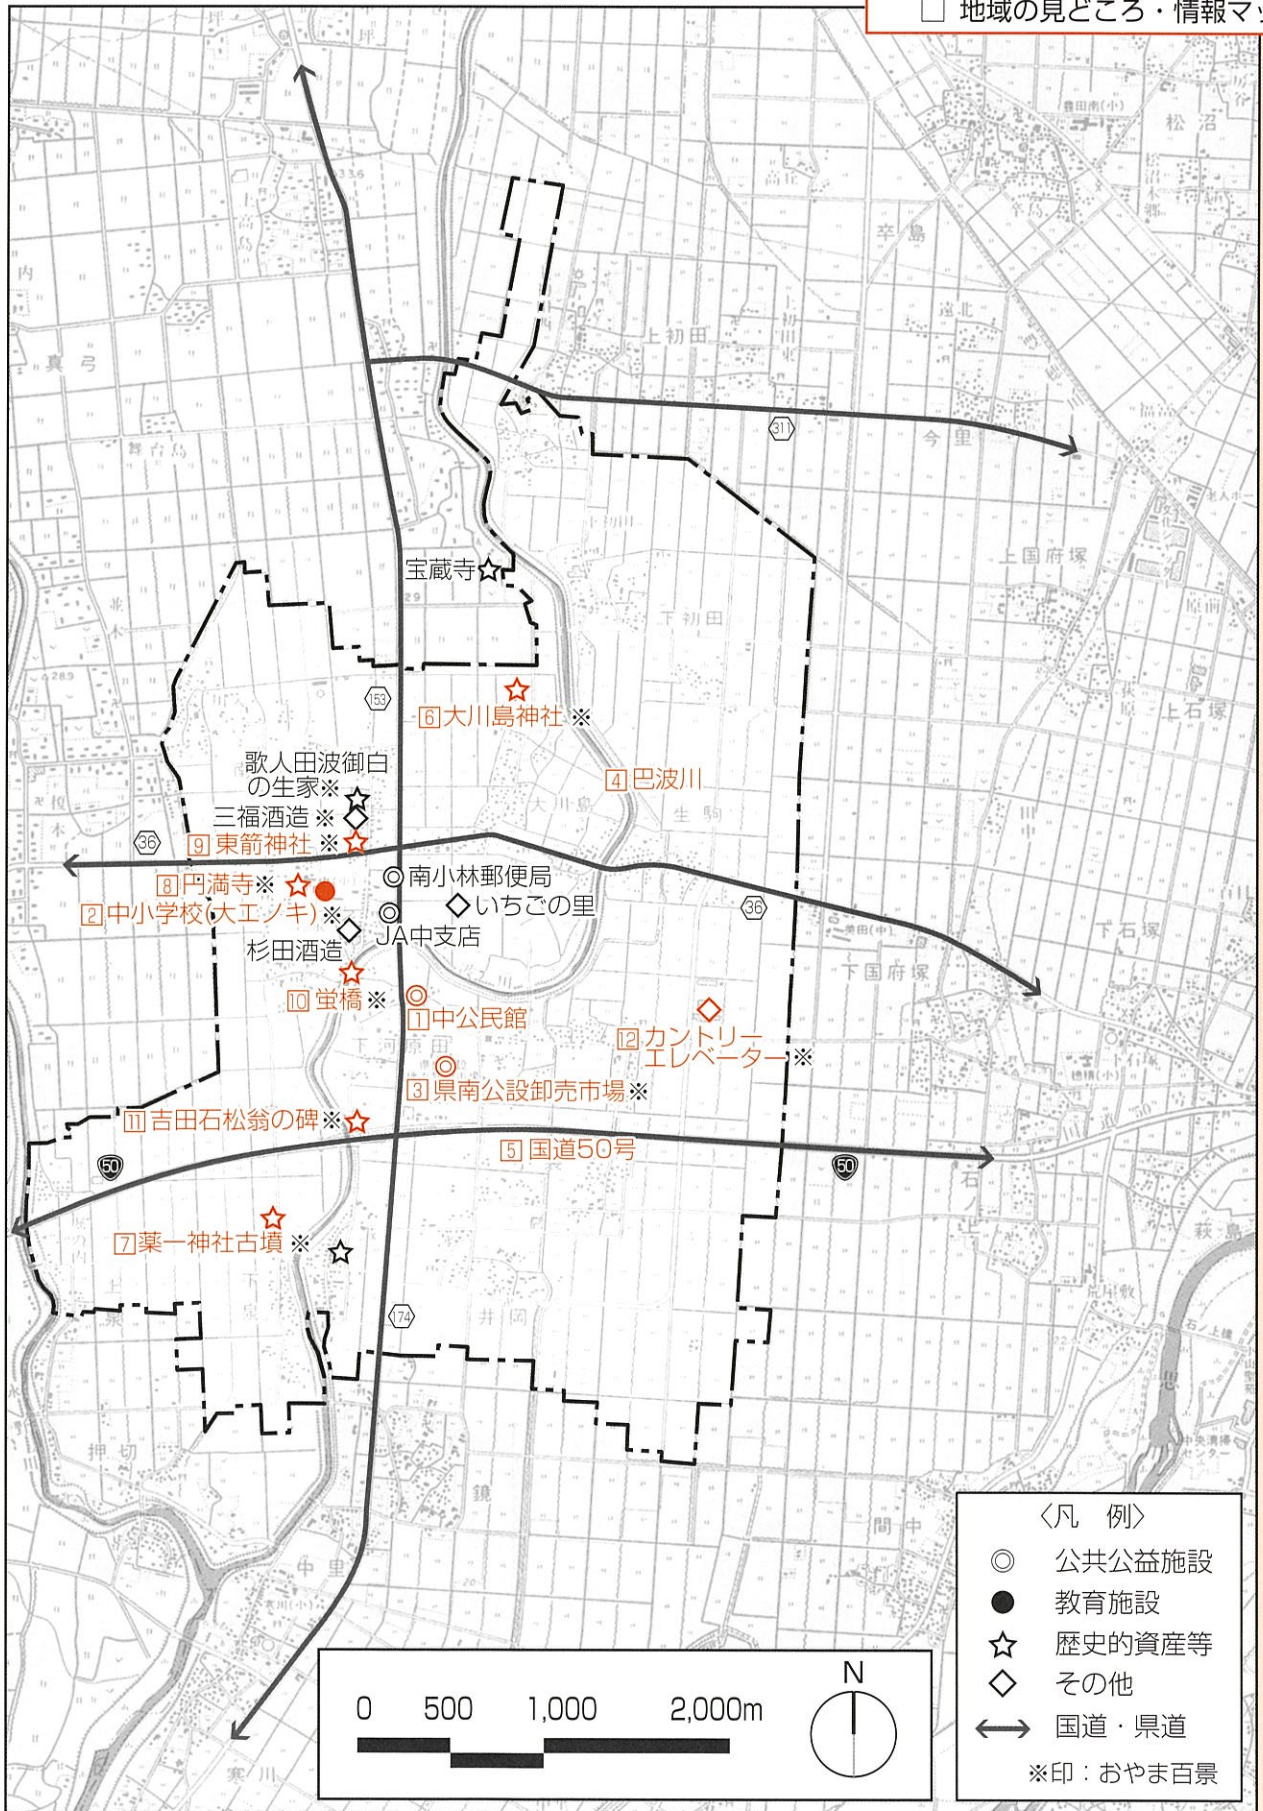 □ 地域の見どころ・情報マッ
松沼
卒島
上初田
真弓
311
今里
舞台島
上国府塚
宝蔵寺
下初田
153
上石塚
6大川島神社 ※
歌人田波御白
の生家※
4巴波川
三福酒造 ※
大川島
生駒
36
9東箭神社 ※
南小林郵便局
8円満寺※
いちごの里
36
2中小学校(大エノキ)※
JA中支店
下石塚
杉田酒造
下国府塚
10蛍橋※
1中公民館
12カントリー
エレベーター※
下河原田
3県南公設卸売市場※
11吉田石松翁の碑※
5国道50号
50
50
萩島
7薬一神社古墳※
174
井岡
押切
鏡
間中
中里
寒川
〈凡 例〉
◎ 公共公益施設
● 教育施設
☆ 歴史的資産等
◇ その他
↔ 国道・県道
※印：おやま百景
0 500 1,000 2,000m
N